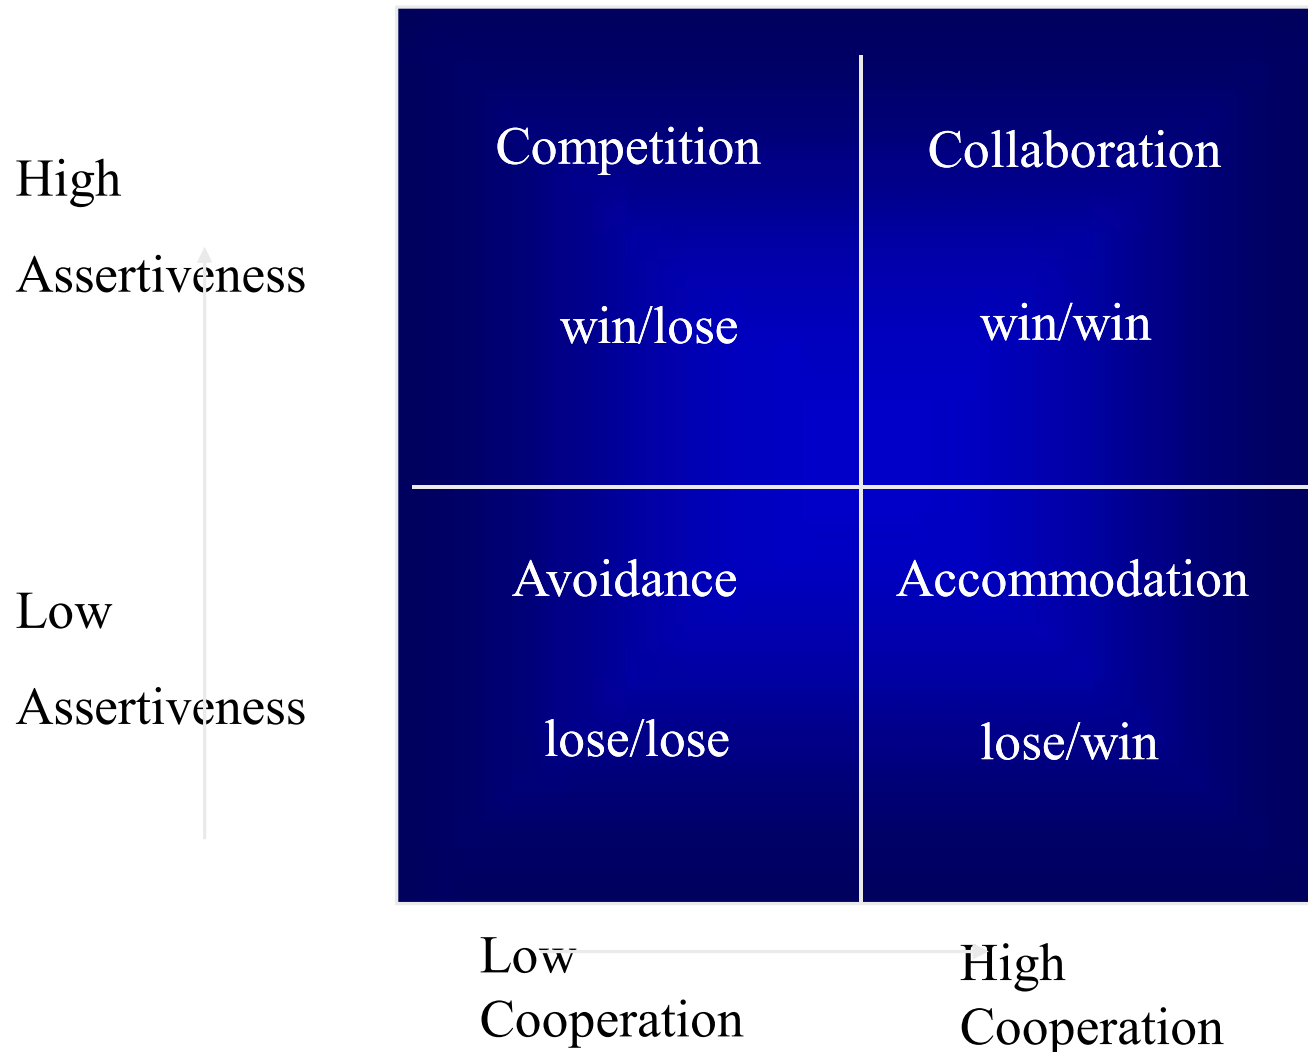 High
Assertiveness
Competition
win/lose
Collaboration
win/win
Low
Assertiveness
Avoidance
lose/lose
Accommodation
lose/win
Low
Cooperation
High
Cooperation